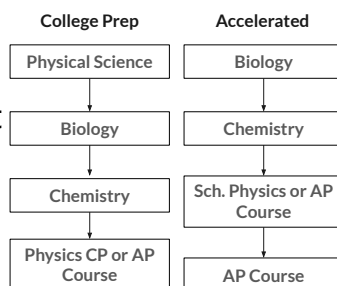 College Prep
Physical Science
Biology
Chemistry
Physics CP or AP
Course
Accelerated
Biology
Chemistry
Sch. Physics or AP
Course
AP Course